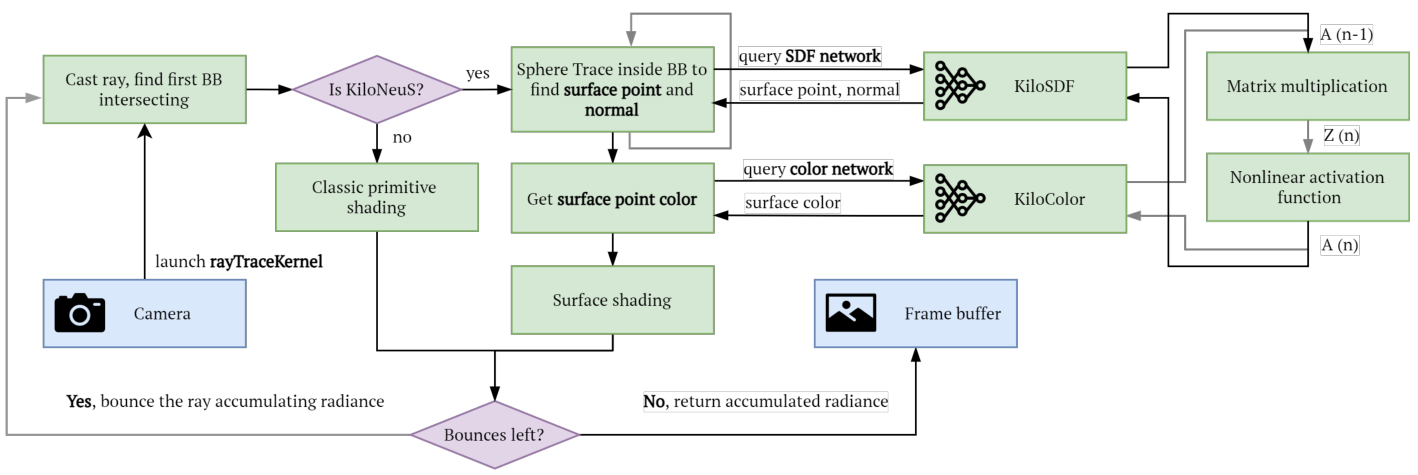 Cast ray, find first BB
intersecting
Is KiloNeuS?
yes
no
Sphere Trace inside BB to
find surface point and
normal
query SDF network
surface point, normal
KiloSDF
A (n-1)
Matrix multiplication
Z (n)
Nonlinear activation
function
A (n)
Classic primitive
shading
Get surface point color
query color network
surface color
KiloColor
launch rayTraceKernel
Camera
Surface shading
Frame buffer
Yes, bounce the ray accumulating radiance
No, return accumulated radiance
Bounces left?